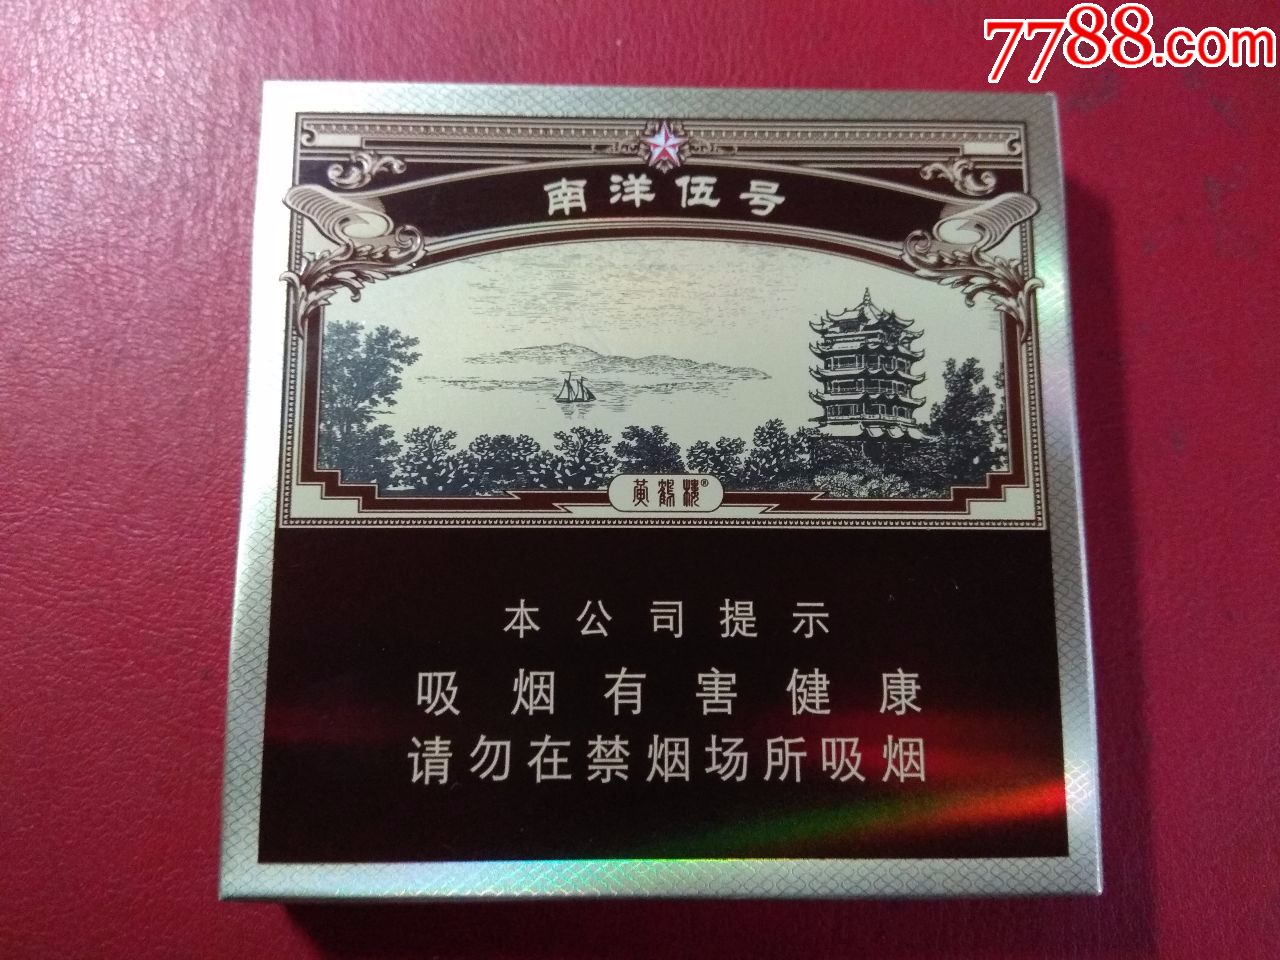 7788.com
南洋伍号
黄鹤楼®
本公司提示
吸烟有害健康
请勿在禁烟场所吸烟